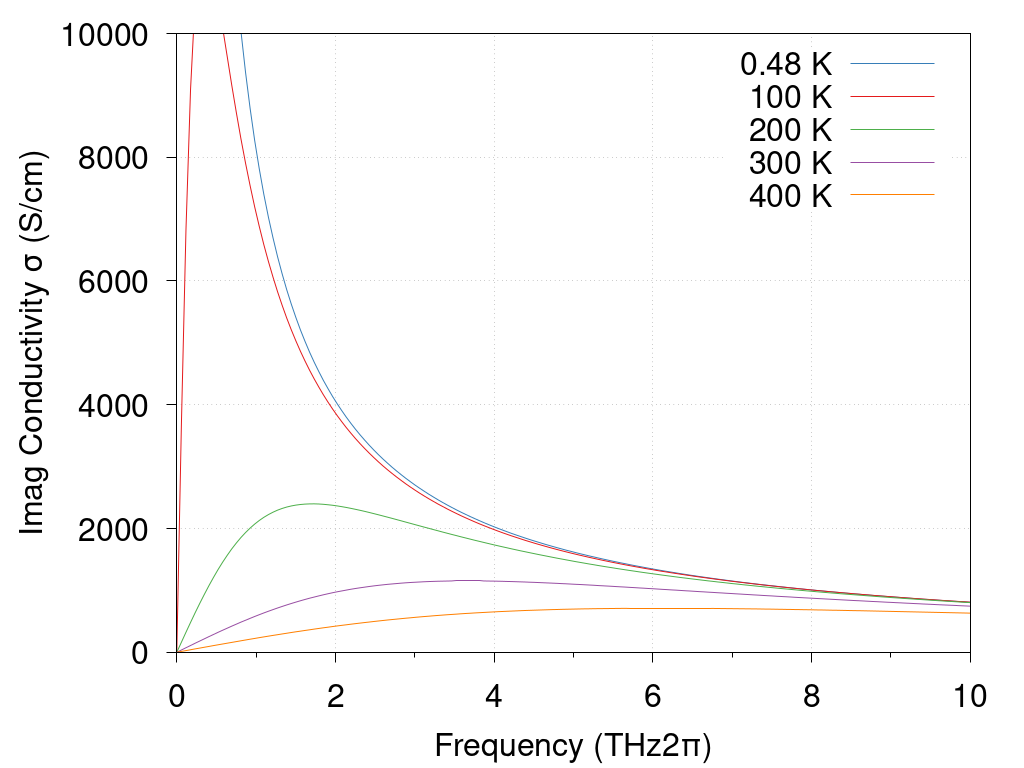 Imag Conductivity σ (S/cm)
10000
8000
6000
4000
2000
0
0.48 K
100 K
200 K
300 K
400 K
0 2 4 6 8 10
Frequency (THz2π)